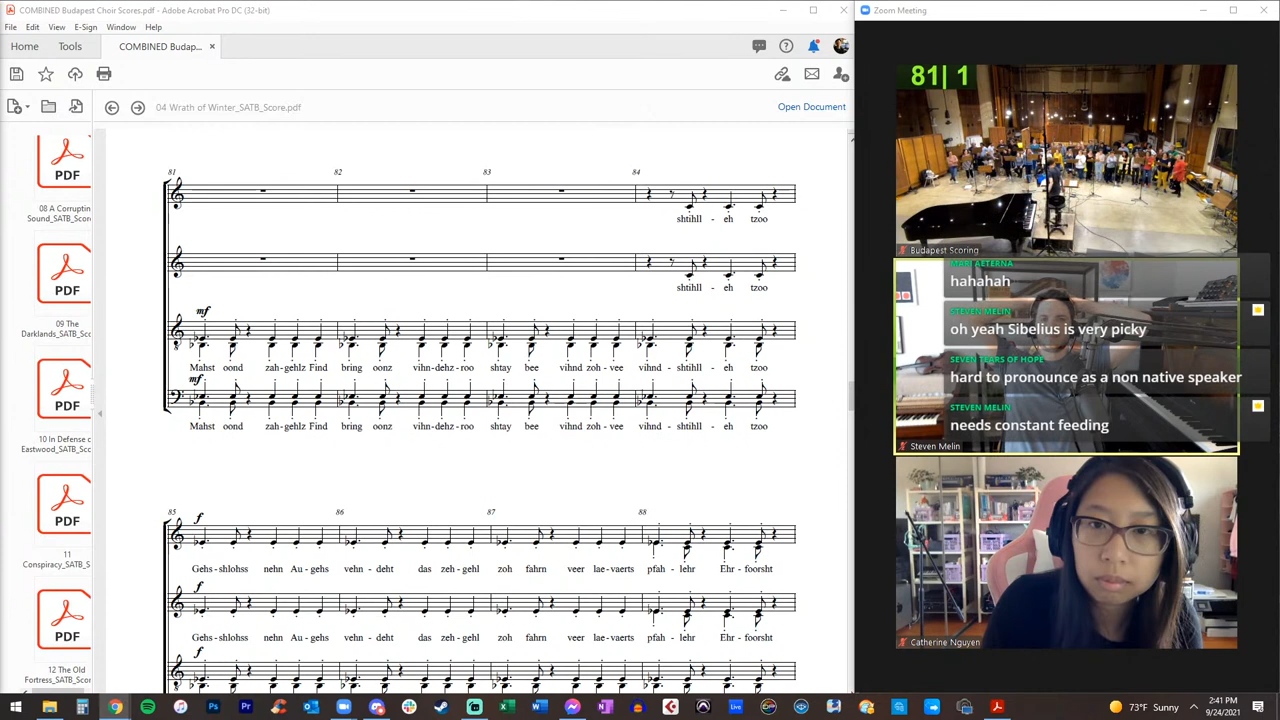 COMBINED Budapest Choir Scores.pdf - Adobe Acrobat Pro DC (32-bit)
File Edit View E-Sign Window Help
Home Tools COMBINED Budap... ×
04 Wrath of Winter_SATB_Score.pdf
Open Document
PDF
08 A Corruptin
Sound_SATB_Score
PDF
09 The
Darklands_SATB_Sco
PDF
10 In Defense o
Eastwood_SATB_Sco
PDF
11
Conspiracy_SATB_S
PDF
12 The Old
Fortress_SATB_Scor
81 82 83 84
shtihll - eh tzoo
shtihll - eh tzoo
mf
Mahst oond zah-gehlz Find bring oonz vihn-dehz-roo shtay bee vihnd zoh-vee vihnd-shtihll - eh tzoo
mf
Mahst oond zah-gehlz Find bring oonz vihn-dehz-roo shtay bee vihnd zoh-vee vihnd-shtihll - eh tzoo
85 86 87 88
f
Gehs-shlohss nehn Au-gehs vehn-deht das zeh-gehl zoh fahrn veer lae-vaerts pfah-lehr Ehr-foorsht
f
Gehs-shlohss nehn Au-gehs vehn-deht das zeh-gehl zoh fahrn veer lae-vaerts pfah-lehr Ehr-foorsht
f
Zoom Meeting
81| 1
Budapest Scoring
hahahah
STEVEN MELIN
oh yeah Sibelius is very picky
SEVEN TEARS OF HOPE
hard to pronounce as a non native speaker
STEVEN MELIN
needs constant feeding
Steven Melin
Catherine Nguyen
Live
73°F Sunny
2:41 PM
9/24/2021